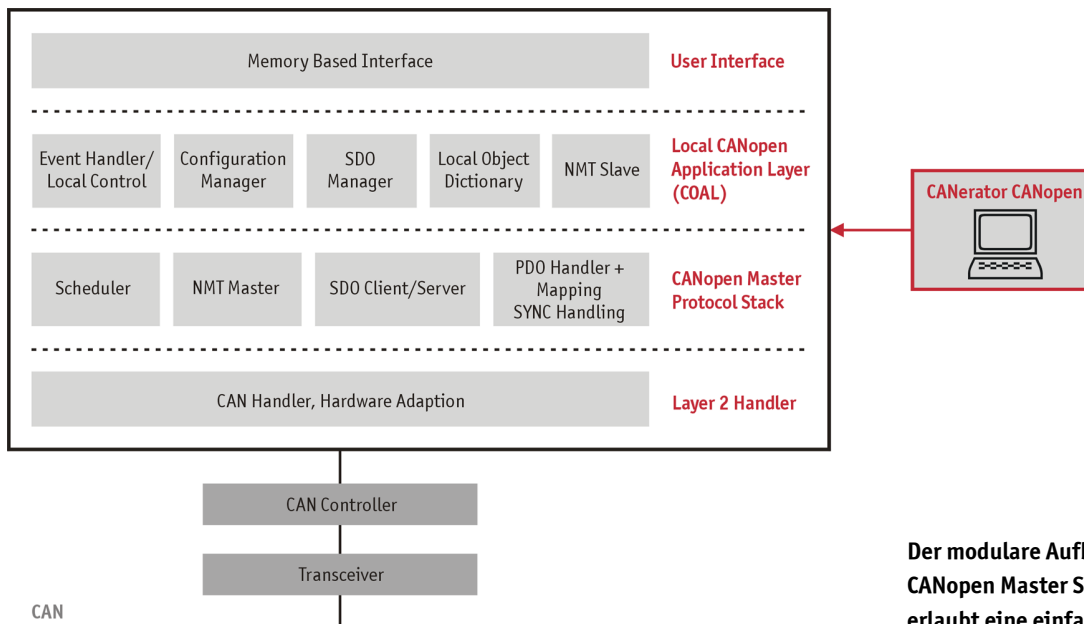 Memory Based Interface
User Interface
Event Handler/
Local Control
Configuration
Manager
SDO
Manager
Local Object
Dictionary
NMT Slave
Local CANopen
Application Layer
(COAL)
CANerator CANopen
Scheduler
NMT Master
SDO Client/Server
PDO Handler +
Mapping
SYNC Handling
CANopen Master
Protocol Stack
CAN Handler, Hardware Adaption
Layer 2 Handler
CAN Controller
Transceiver
CAN
Der modulare
CANopen Master
erlaubt eine